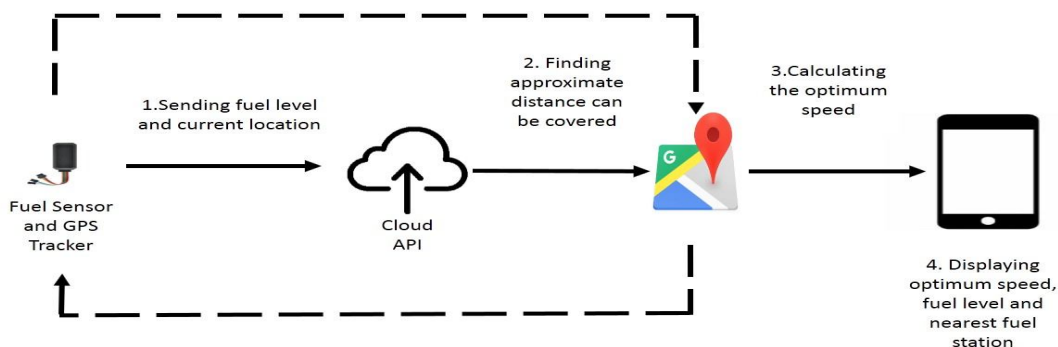 1.Sending fuel level
and current location
2. Finding
approximate
distance can
be covered
3.Calculating
the optimum
speed
G
Fuel Sensor
and GPS
Tracker
Cloud
API
4. Displaying
optimum speed,
fuel level and
nearest fuel
station